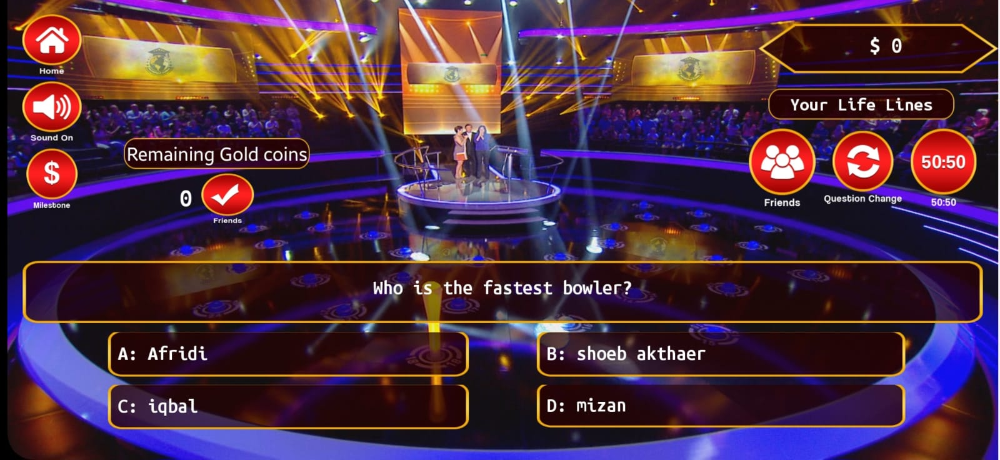 Home
$ 0
Your Life Lines
Sound On
Remaining Gold coins
50:50
Friends
Question Change
50:50
Milestone
0
Friends
Who is the fastest bowler?
A: Afridi
B: shoeb akthaer
C: iqbal
D: mizan